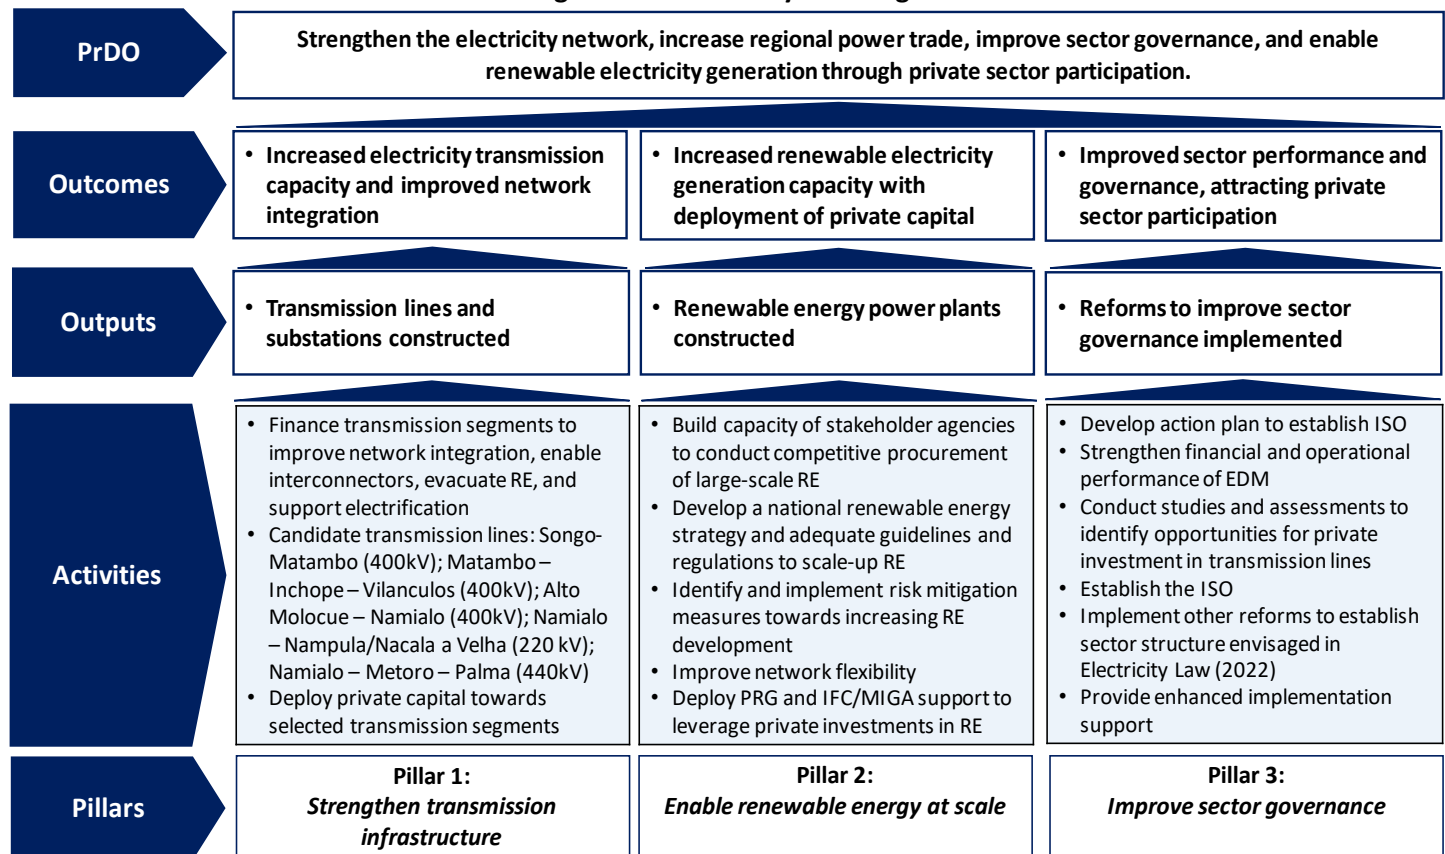 PrDO
Strengthen the electricity network, increase regional power trade, improve sector governance, and enable
renewable electricity generation through private sector participation.
Outcomes
• Increased electricity transmission
capacity and improved network
integration
• Increased renewable electricity
generation capacity with
deployment of private capital
• Improved sector performance and
governance, attracting private
sector participation
Outputs
• Transmission lines and
substations constructed
• Renewable energy power plants
constructed
• Reforms to improve sector
governance implemented
Activities
• Finance transmission segments to
improve network integration, enable
interconnectors, evacuate RE, and
support electrification
• Candidate transmission lines: Songo-
Matambo (400kV); Matambo –
Inchope – Vilanculos (400kV); Alto
Molocue – Namialo (400kV); Namialo
– Nampula/Nacala a Velha (220 kV);
Namialo – Metoro – Palma (440kV)
• Deploy private capital towards
selected transmission segments
• Build capacity of stakeholder agencies
to conduct competitive procurement
of large-scale RE
• Develop a national renewable energy
strategy and adequate guidelines and
regulations to scale-up RE
• Identify and implement risk mitigation
measures towards increasing RE
development
• Improve network flexibility
• Deploy PRG and IFC/MIGA support to
leverage private investments in RE
• Develop action plan to establish ISO
• Strengthen financial and operational
performance of EDM
• Conduct studies and assessments to
identify opportunities for private
investment in transmission lines
• Establish the ISO
• Implement other reforms to establish
sector structure envisaged in
Electricity Law (2022)
• Provide enhanced implementation
support
Pillars
Pillar 1:
Strengthen transmission
infrastructure
Pillar 2:
Enable renewable energy at scale
Pillar 3:
Improve sector governance